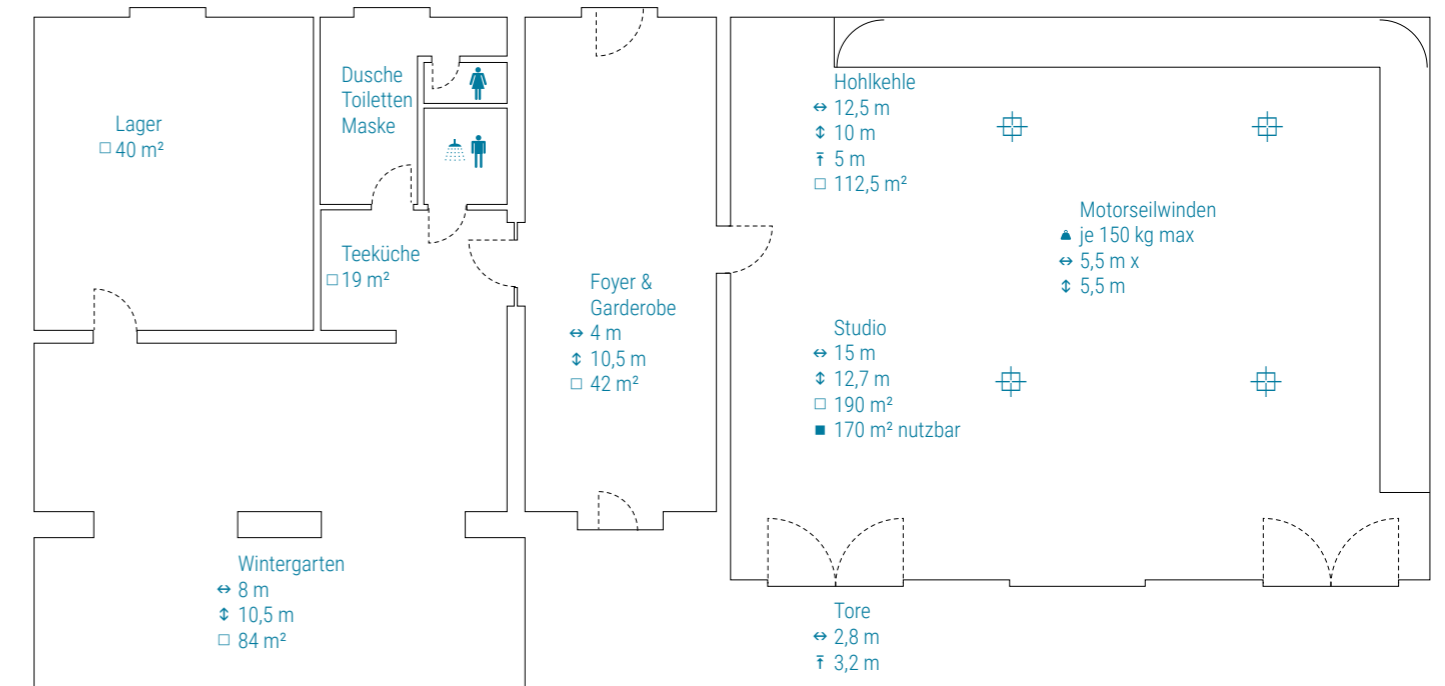 Lager
□ 40 m²
Dusche
Toiletten
Maske
Teeküche
□ 19 m²
Foyer &
Garderobe
↔ 4 m
↕ 10,5 m
□ 42 m²
Wintergarten
↔ 8 m
↕ 10,5 m
□ 84 m²
Hohlkehle
↔ 12,5 m
↕ 10 m
↑ 5 m
□ 112,5 m²
Motorseilwinden
je 150 kg max
↔ 5,5 m x
↕ 5,5 m
Studio
↔ 15 m
↕ 12,7 m
□ 190 m²
■ 170 m² nutzbar
Tore
↔ 2,8 m
↑ 3,2 m